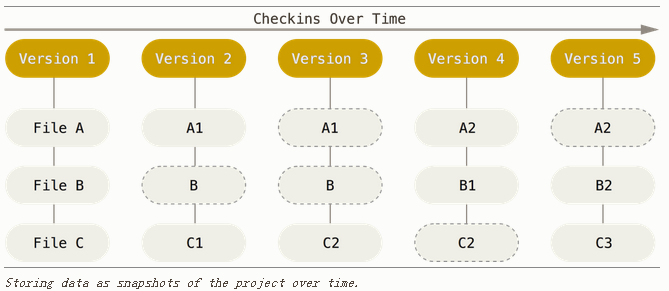 Checkins Over Time
Version 1 Version 2 Version 3 Version 4 Version 5
File A A1 A1 A2 A2
File B B B B1 B2
File C C1 C2 C2 C3
Storing data as snapshots of the project over time.